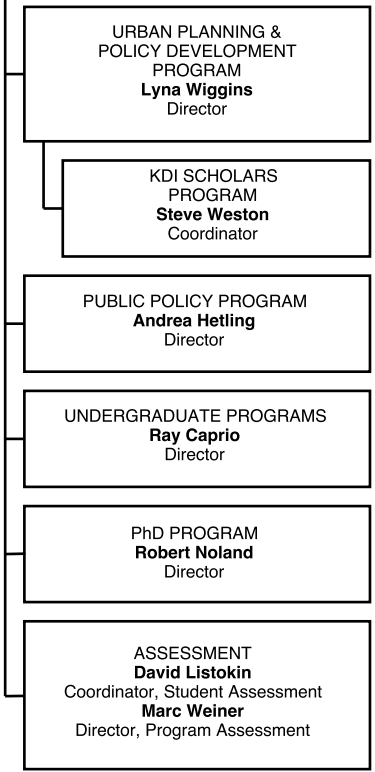 URBAN PLANNING &
POLICY DEVELOPMENT
PROGRAM
Lyna Wiggins
Director
KDI SCHOLARS
PROGRAM
Steve Weston
Coordinator
PUBLIC POLICY PROGRAM
Andrea Hetling
Director
UNDERGRADUATE PROGRAMS
Ray Caprio
Director
PhD PROGRAM
Robert Noland
Director
ASSESSMENT
David Listokin
Coordinator, Student Assessment
Marc Weiner
Director, Program Assessment